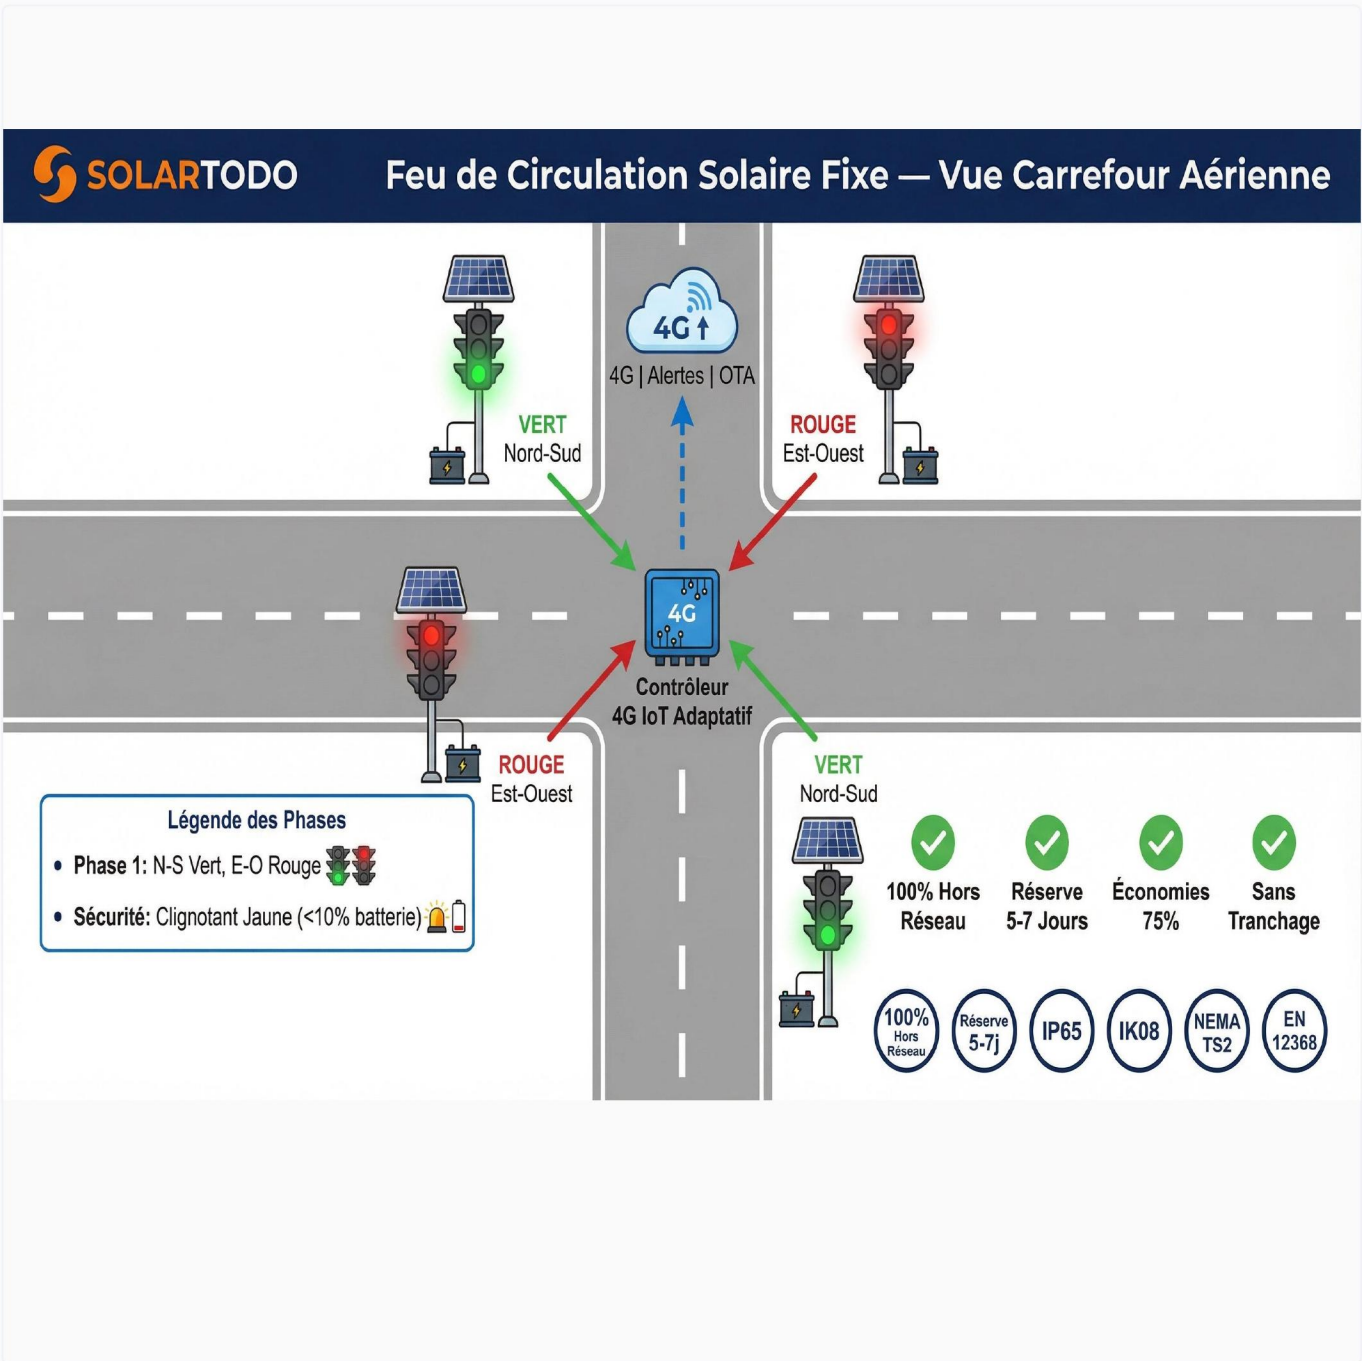 SOLARTODO
Feu de Circulation Solaire Fixe — Vue Carrefour Aérienne
4G
4G | Alertes | OTA
VERT
Nord-Sud
ROUGE
Est-Ouest
4G
Contrôleur
4G IoT Adaptatif
ROUGE
Est-Ouest
VERT
Nord-Sud
Légende des Phases
• Phase 1: N-S Vert, E-O Rouge
• Sécurité: Clignotant Jaune (<10% batterie)
100% Hors
Réseau
Réserve
5-7 Jours
Économies
75%
Sans
Tranchage
100%
Hors
Réseau
Réserve
5-7j
IP65
IK08
NEMA
TS2
EN
12368